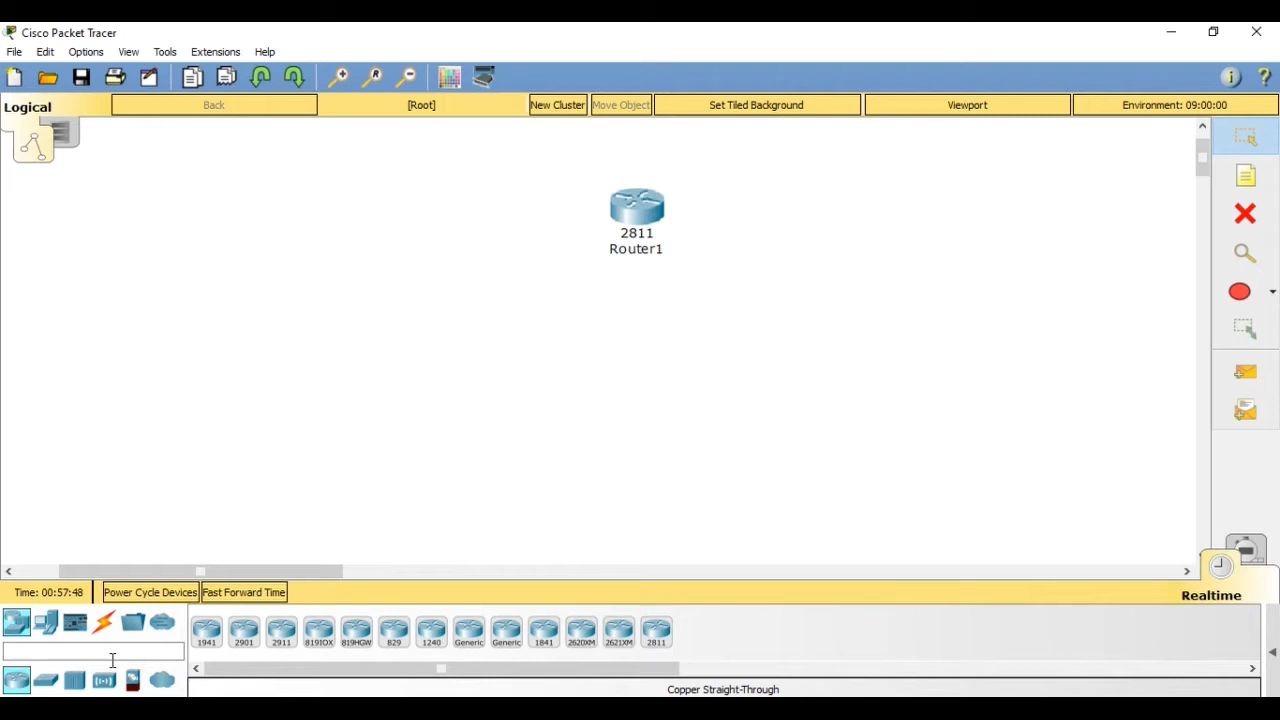 Cisco Packet Tracer
File Edit Options View Tools Extensions Help
Logical Back [Root] New Cluster Move Object Set Tiled Background Viewport Environment: 09:00:00
2811
Router1
Time: 00:57:48 Power Cycle Devices Fast Forward Time
Realtime
1941 2901 2911 819IOX 819HGW 829 1240 Generic Generic 1841 2620XM 2621XM 2811
Copper Straight-Through